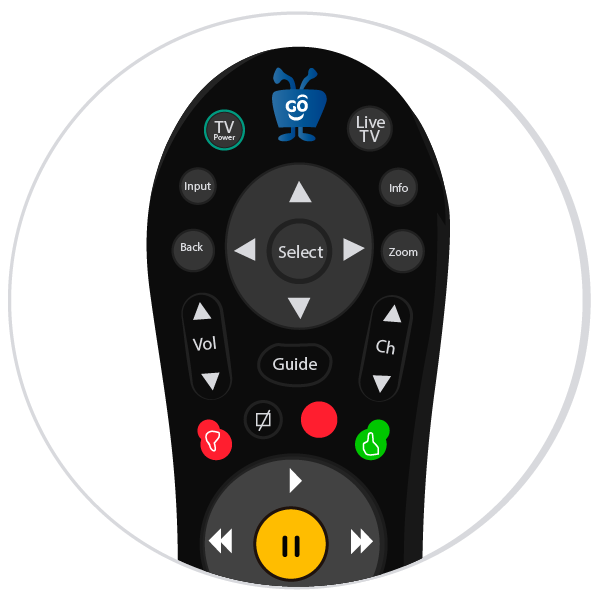 GO
TV
Power
Live
TV
Input
Info
Back
Select
Zoom
Vol
Ch
Guide